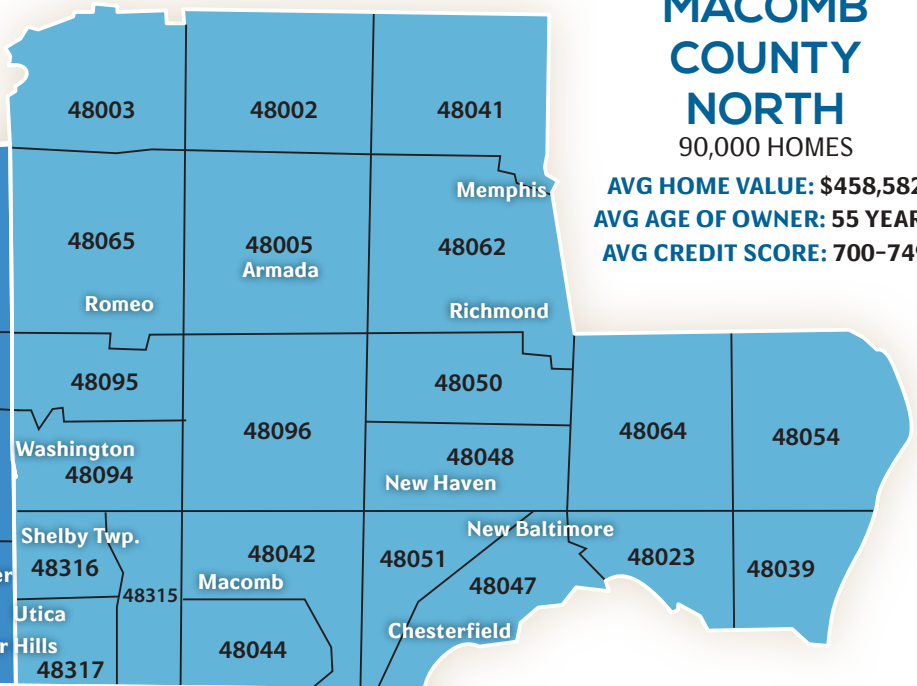 MACOMB
COUNTY
NORTH
90,000 HOMES
AVG HOME VALUE: $458,582
AVG AGE OF OWNER: 55 YEAR
AVG CREDIT SCORE: 700-749
48003
48002
48041
Memphis
48065
48005
Armada
48062
Romeo
Richmond
48095
48050
48096
48064
48054
Washington
48094
48048
New Haven
Shelby Twp.
New Baltimore
48316
48315
48042
Macomb
48051
48047
48023
48039
er
Utica
r Hills
48317
48044
Chesterfield